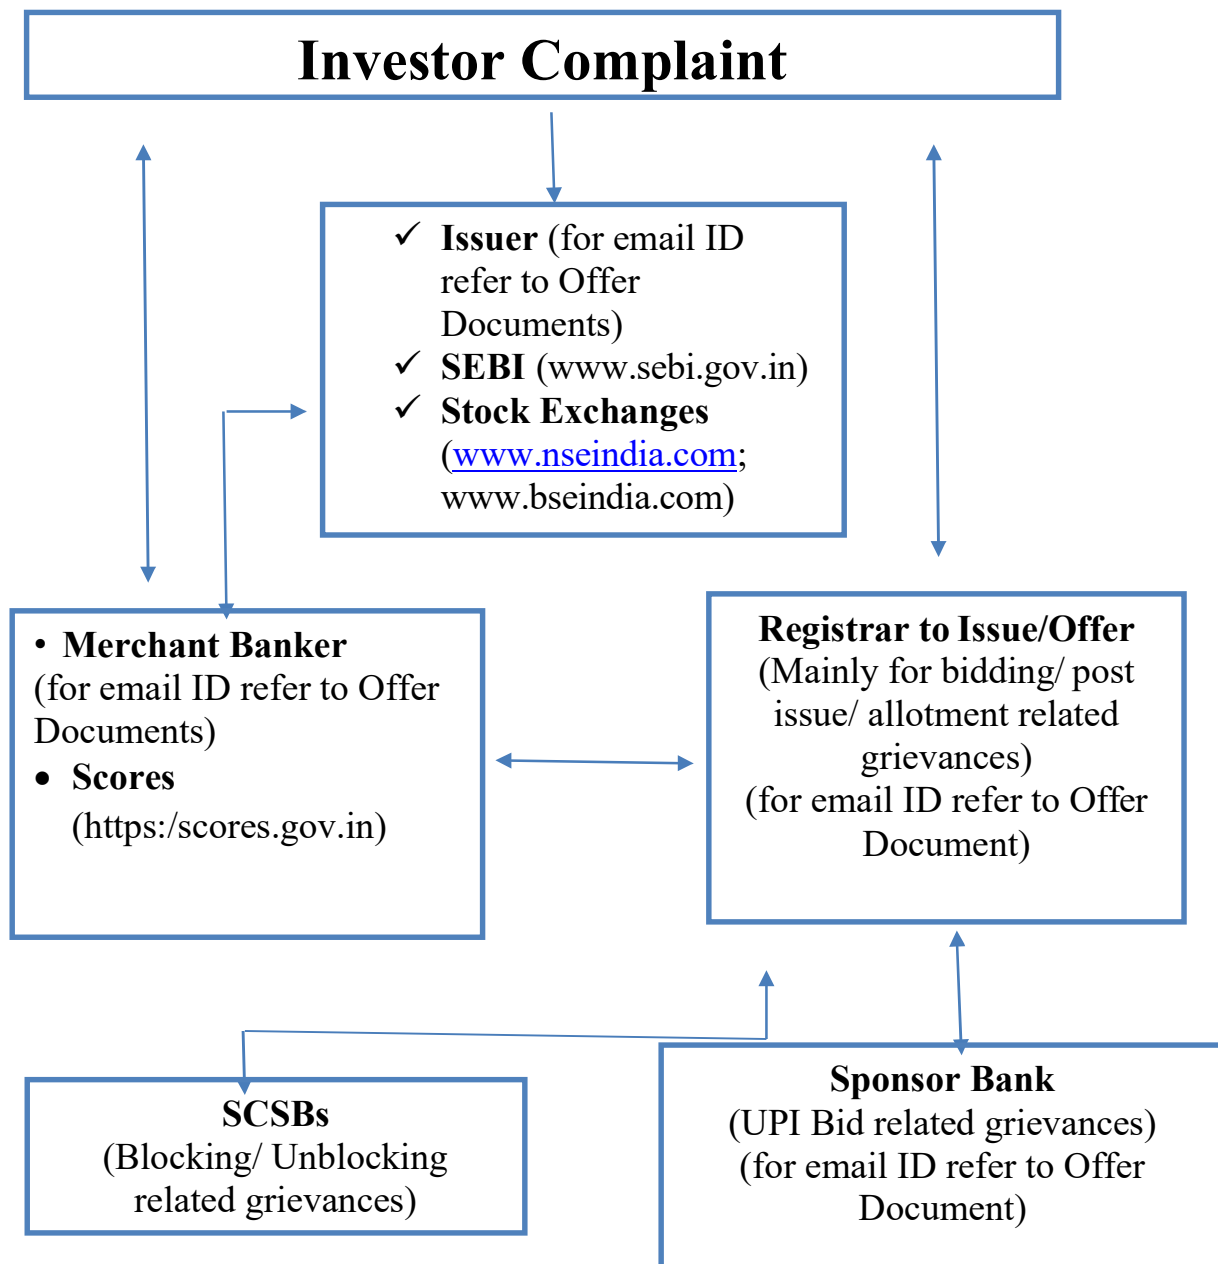 Investor Complaint
✓ Issuer (for email ID
refer to Offer
Documents)
✓ SEBI (www.sebi.gov.in)
✓ Stock Exchanges
(www.nseindia.com;
www.bseindia.com)
• Merchant Banker
(for email ID refer to Offer
Documents)
• Scores
(https:/scores.gov.in)
Registrar to Issue/Offer
(Mainly for bidding/ post
issue/ allotment related
grievances)
(for email ID refer to Offer
Document)
SCSBs
(Blocking/ Unblocking
related grievances)
Sponsor Bank
(UPI Bid related grievances)
(for email ID refer to Offer
Document)